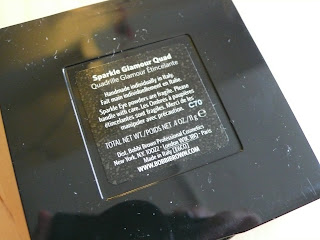 Sparkle Glamour Quad
Quadrille Glamour Étincelante
Handmade individually in Italy.
Fait main individuellement en Italie.
Sparkle Eye powders are fragile. Please
handle with care. Les Ombres à paupières
étincelantes sont fragiles. Merci de les
manipuler avec précaution.
C70
TOTAL NET WT./POIDS NET .4 OZ/11 g e
Dist. Bobbi Brown Professional Cosmetics
New York, NY 10022 - London W1K 3BQ - Paris
Made in Italy
WWW.BOBBIBROWN.COM